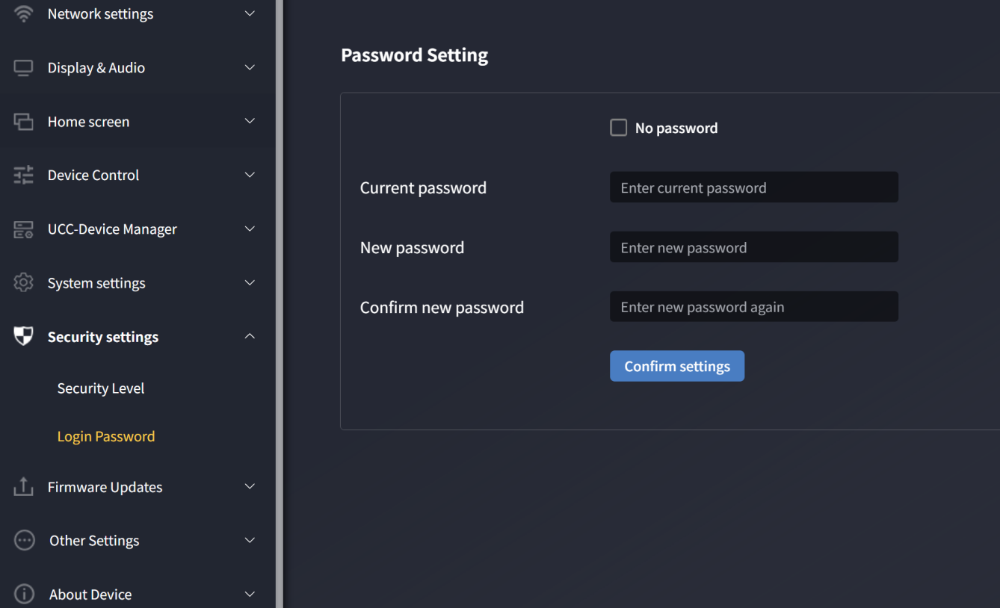 Network settings
Display & Audio
Home screen
Device Control
UCC-Device Manager
System settings
Security settings
Security Level
Login Password
Firmware Updates
Other Settings
About Device
Password Setting
No password
Current password
Enter current password
New password
Enter new password
Confirm new password
Enter new password again
Confirm settings